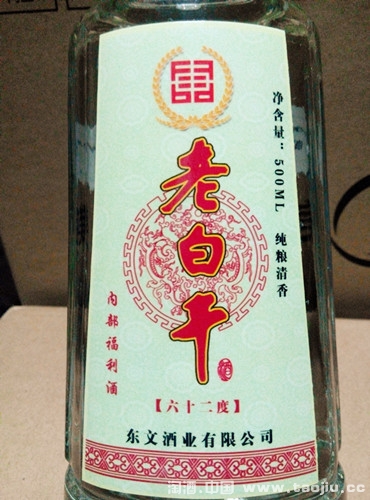 净含量：500ML 纯粮清香
老白干
内部福利酒
【六十二度】
东文酒业有限公司
淘酒.中国 www.taojiu.cc